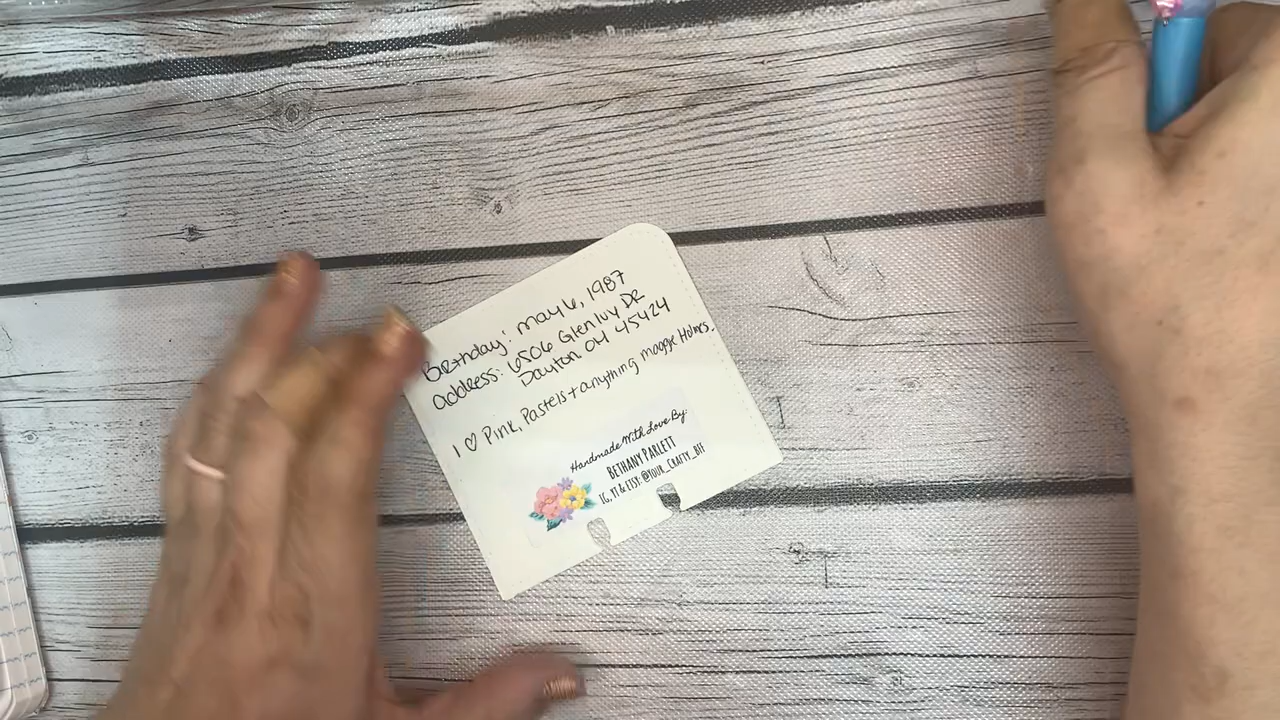 Birthday: May 6, 1987
Address: 6506 Glen Ivy DR
Dayton OH 45424
I ♡ Pink, Pastels + anything Maggie Holmes.
Handmade With Love By:
BETHANY PARLETT
IG, YT & ETSY: @YOUR_CRAFTY_BFF